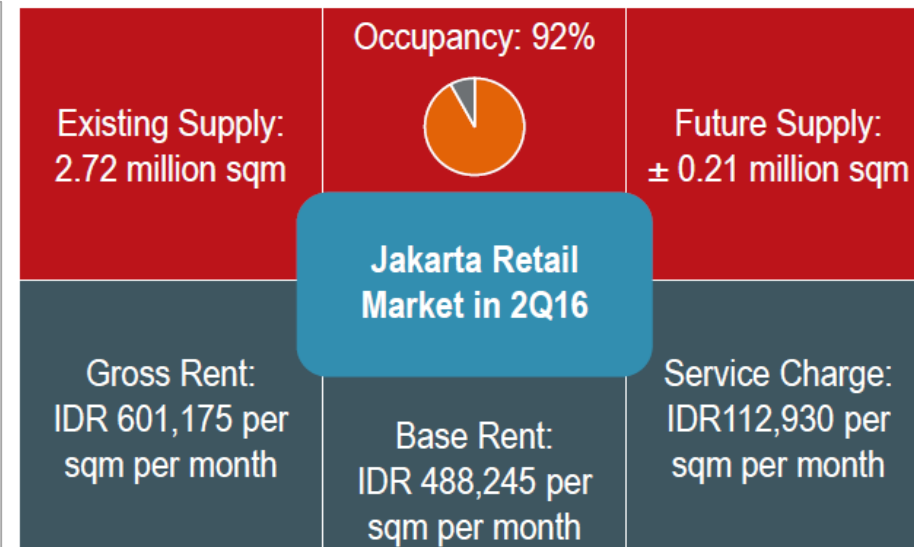 Occupancy: 92%
Existing Supply:
2.72 million sqm
Future Supply:
± 0.21 million sqm
Jakarta Retail
Market in 2Q16
Gross Rent:
IDR 601,175 per
sqm per month
Base Rent:
IDR 488,245 per
sqm per month
Service Charge:
IDR112,930 per
sqm per month